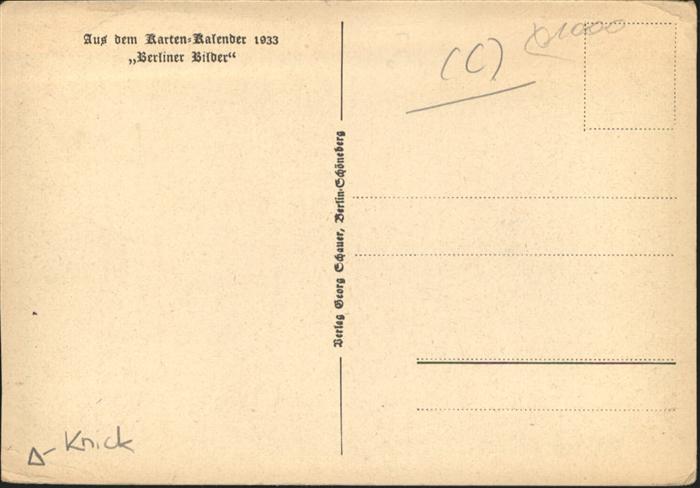 Aus dem Karten-Kalender 1933
„Berliner Bilder“
(C)
Verlag Georg Schauer, Berlin-Schöneberg
Knick